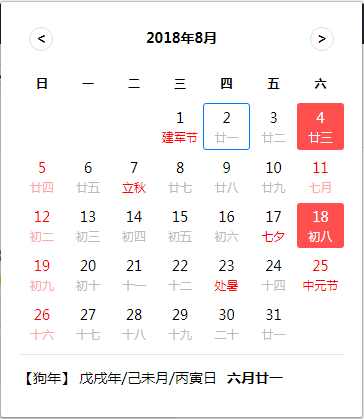 < 2018年8月 >
日 一 二 三 四 五 六
1 2 3 4
建军节 廿一 廿二 廿三
5 6 7 8 9 10 11
廿四 廿五 立秋 廿七 廿八 廿九 七月
12 13 14 15 16 17 18
初二 初三 初四 初五 初六 七夕 初八
19 20 21 22 23 24 25
初九 初十 十一 十二 处暑 十四 中元节
26 27 28 29 30 31
十六 十七 十八 十九 二十 廿一
【狗年】 戊戌年/己未月/丙寅日 六月廿一